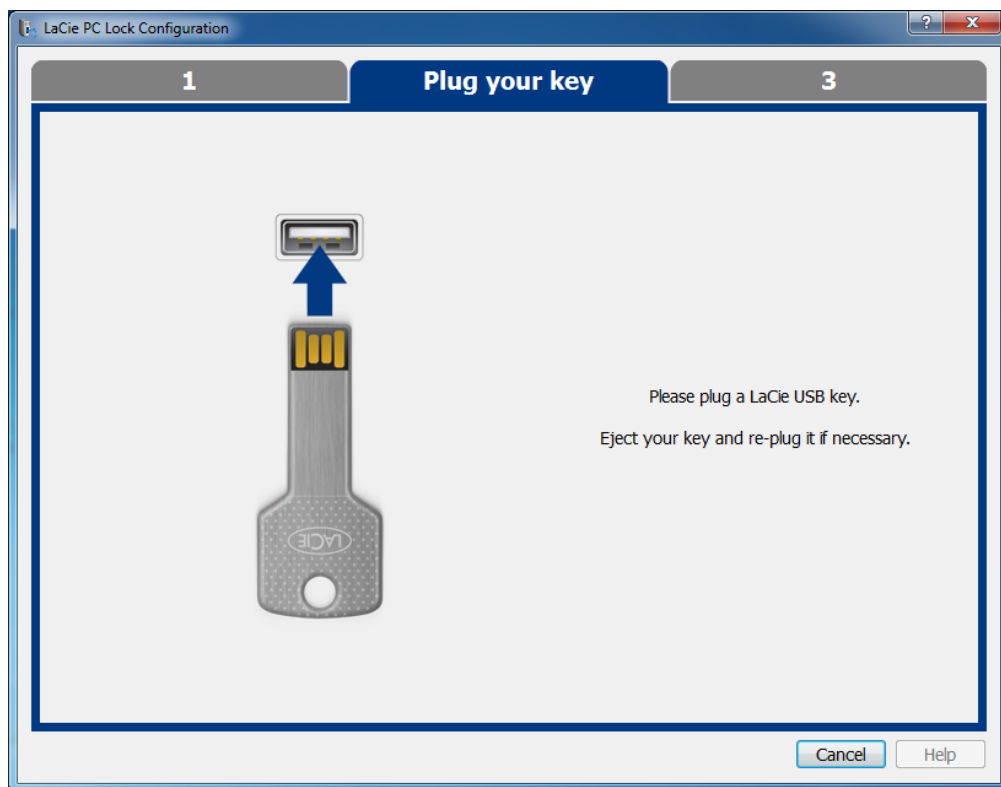 LaCie PC Lock Configuration
?
X
1
Plug your key
3
LACIE
Please plug a LaCie USB key.
Eject your key and re-plug it if necessary.
Cancel
Help